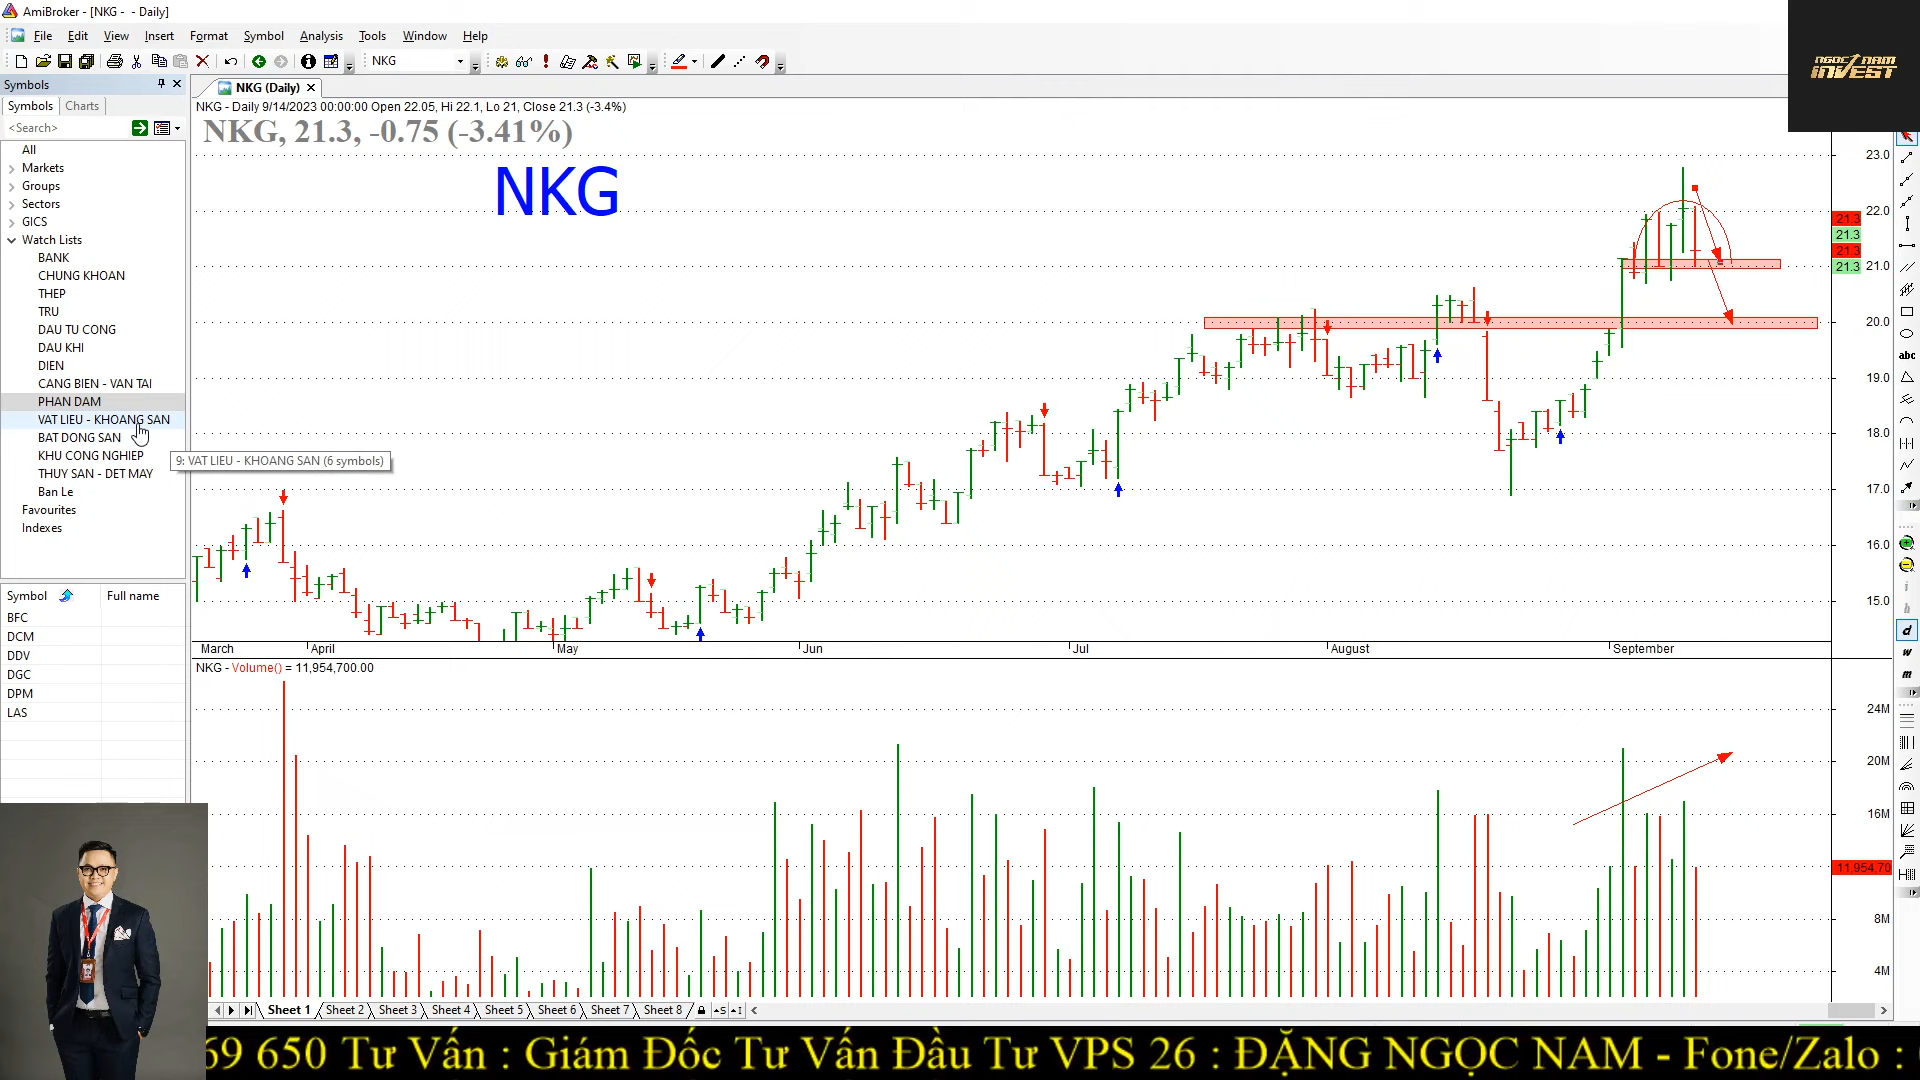 AmiBroker - [NKG - - Daily]
File Edit View Insert Format Symbol Analysis Tools Window Help
NKG
NGOC NAM
INVEST
Symbols
Symbols Charts
<Search>
All
Markets
Groups
Sectors
GICS
Watch Lists
BANK
CHUNG KHOAN
THEP
TRU
DAU TU CONG
DAU KHI
DIEN
CANG BIEN - VAN TAI
PHAN DAM
VAT LIEU - KHOANG SAN
BAT DONG SAN
KHU CONG NGHIEP
THUY SAN - DET MAY
Ban Le
Favourites
Indexes
9: VAT LIEU - KHOANG SAN (6 symbols)
Symbol Full name
BFC
DCM
DDV
DGC
DPM
LAS
NKG (Daily)
NKG - Daily 9/14/2023 00:00:00 Open 22.05, Hi 22.1, Lo 21, Close 21.3 (-3.4%)
NKG, 21.3, -0.75 (-3.41%)
NKG
23.0
22.0
21.3
21.3
21.3
21.3
21.0
20.0
19.0
18.0
17.0
16.0
15.0
March April May Jun Jul August September
NKG - Volume() = 11,954,700.00
24M
20M
16M
11,954,70
8M
4M
abc
d
w
m
Sheet 1 Sheet 2 Sheet 3 Sheet 4 Sheet 5 Sheet 6 Sheet 7 Sheet 8
69 650 Tư Vấn : Giám Đốc Tư Vấn Đầu Tư VPS 26 : ĐẶNG NGỌC NAM - Fone/Zalo :